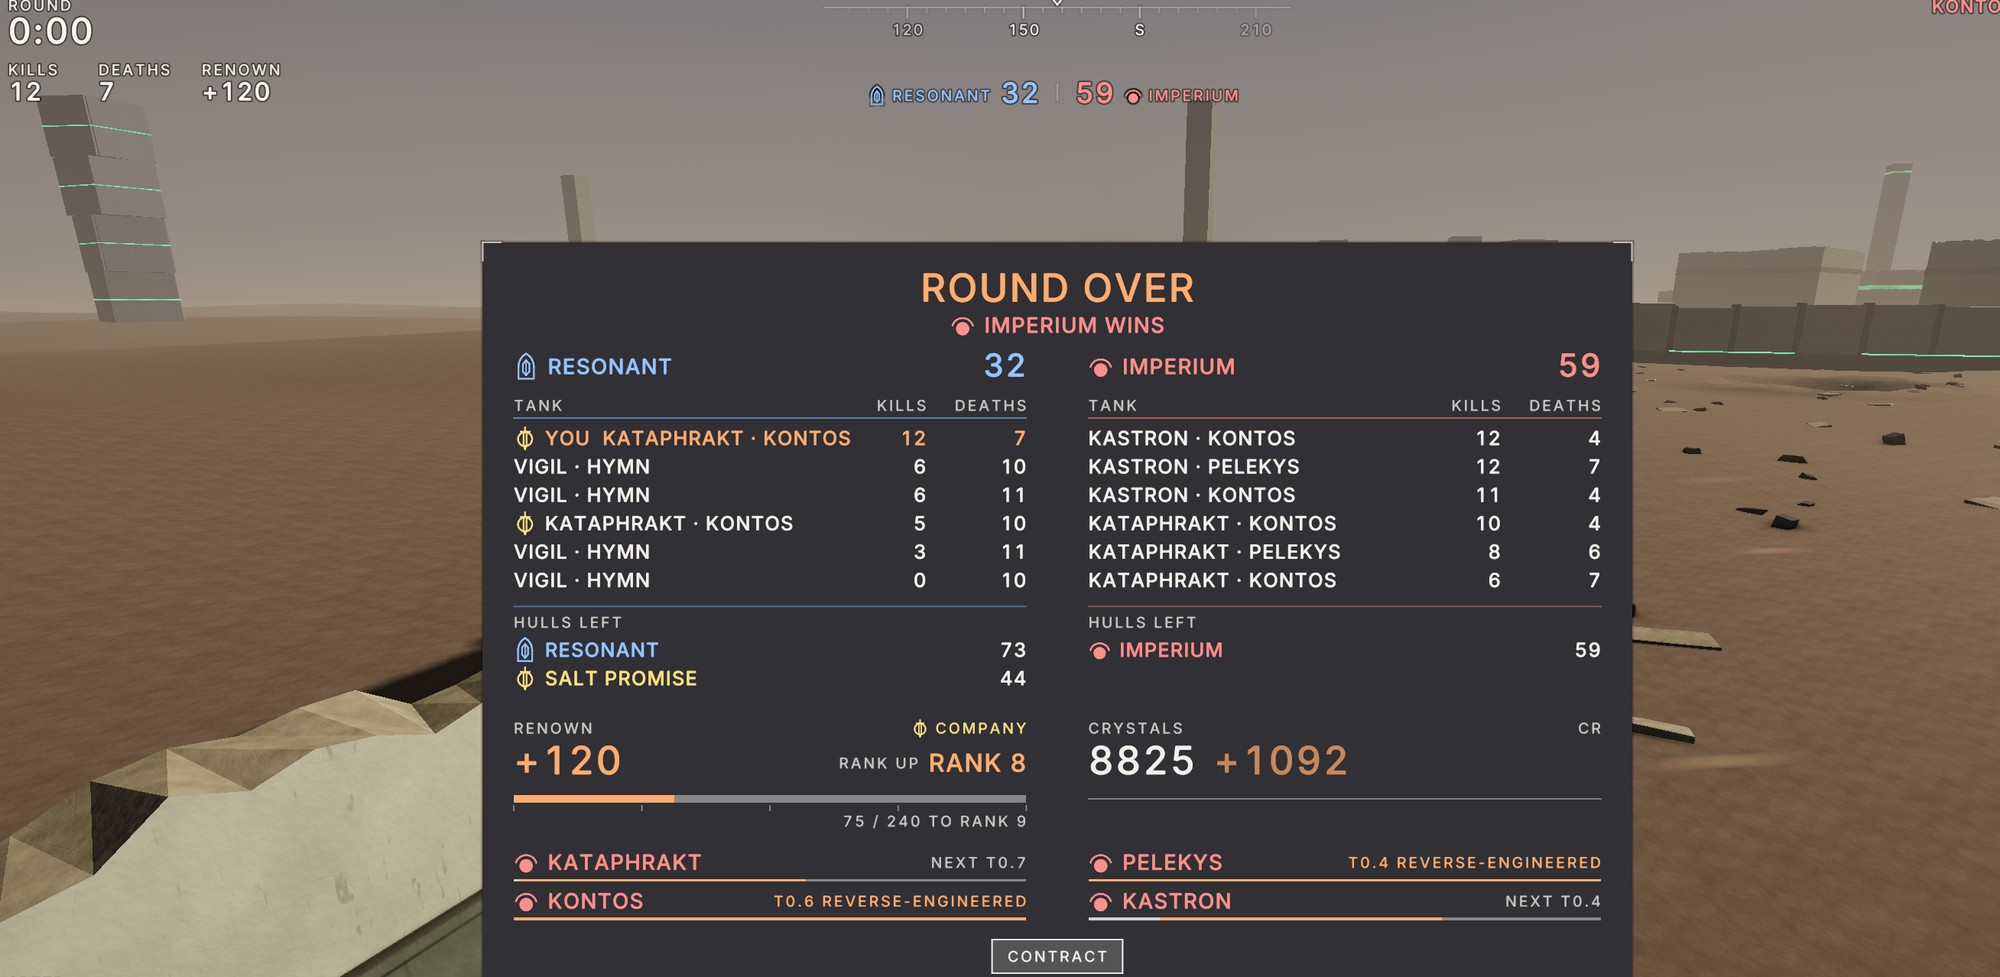 ROUND
0:00
KILLS DEATHS RENOWN
12 7 +120
120 150 S 210
RESONANT 32 | 59 IMPERIUM
ROUND OVER
IMPERIUM WINS
RESONANT 32
TANK KILLS DEATHS
YOU KATAPHRAKT · KONTOS 12 7
VIGIL · HYMN 6 10
VIGIL · HYMN 6 11
KATAPHRAKT · KONTOS 5 10
VIGIL · HYMN 3 11
VIGIL · HYMN 0 10
HULLS LEFT
RESONANT 73
SALT PROMISE 44
IMPERIUM 59
TANK KILLS DEATHS
KASTRON · KONTOS 12 4
KASTRON · PELEKYS 12 7
KASTRON · KONTOS 11 4
KATAPHRAKT · KONTOS 10 4
KATAPHRAKT · PELEKYS 8 6
KATAPHRAKT · KONTOS 6 7
HULLS LEFT
IMPERIUM 59
RENOWN COMPANY
+120 RANK UP RANK 8
75 / 240 TO RANK 9
CRYSTALS CR
8825 +1092
KATAPHRAKT NEXT T0.7
KONTOS T0.6 REVERSE-ENGINEERED
PELEKYS T0.4 REVERSE-ENGINEERED
KASTRON NEXT T0.4
CONTRACT